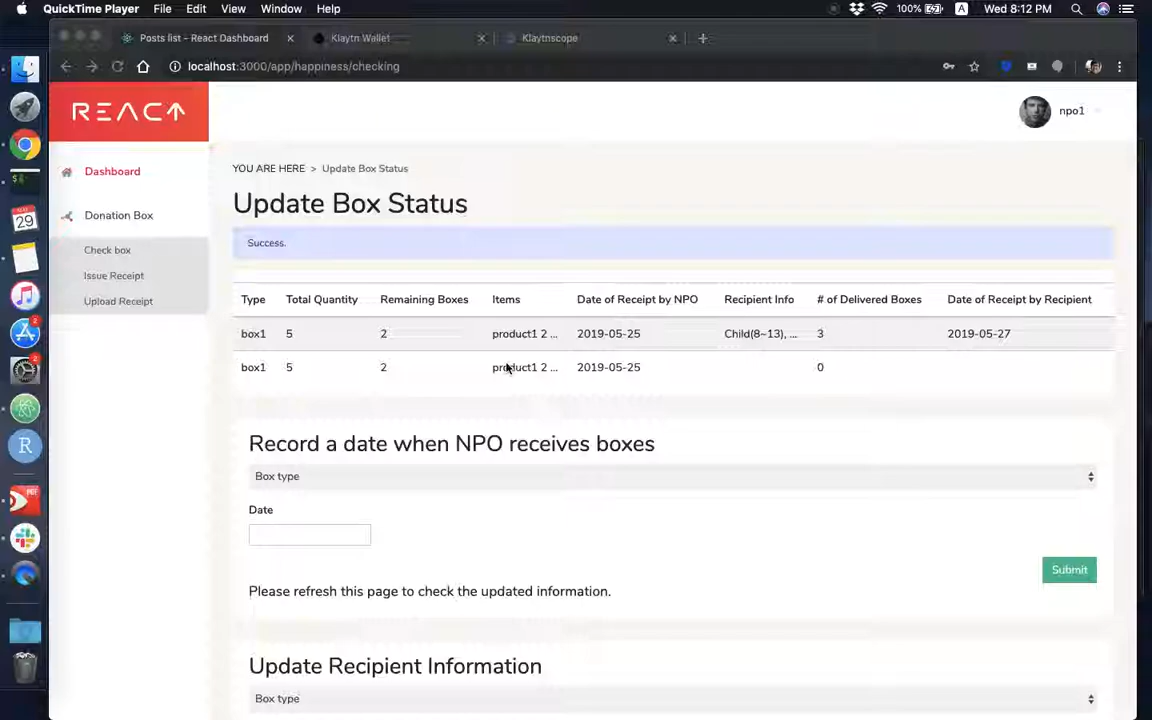 QuickTime Player File Edit View Window Help 100% A Wed 8:12 PM
Posts list - React Dashboard Klaytn Wallet Klaytnscope
localhost:3000/app/happiness/checking
REACT npo1
YOU ARE HERE > Update Box Status
Dashboard
Update Box Status
Donation Box
Success.
Check box
Issue Receipt
Upload Receipt
Type Total Quantity Remaining Boxes Items Date of Receipt by NPO Recipient Info # of Delivered Boxes Date of Receipt by Recipient
box1 5 2 product1 2 ... 2019-05-25 Child(8~13), ... 3 2019-05-27
box1 5 2 product1 2 ... 2019-05-25 0
Record a date when NPO receives boxes
Box type
Date
Submit
Please refresh this page to check the updated information.
Update Recipient Information
Box type
29
2
2
R